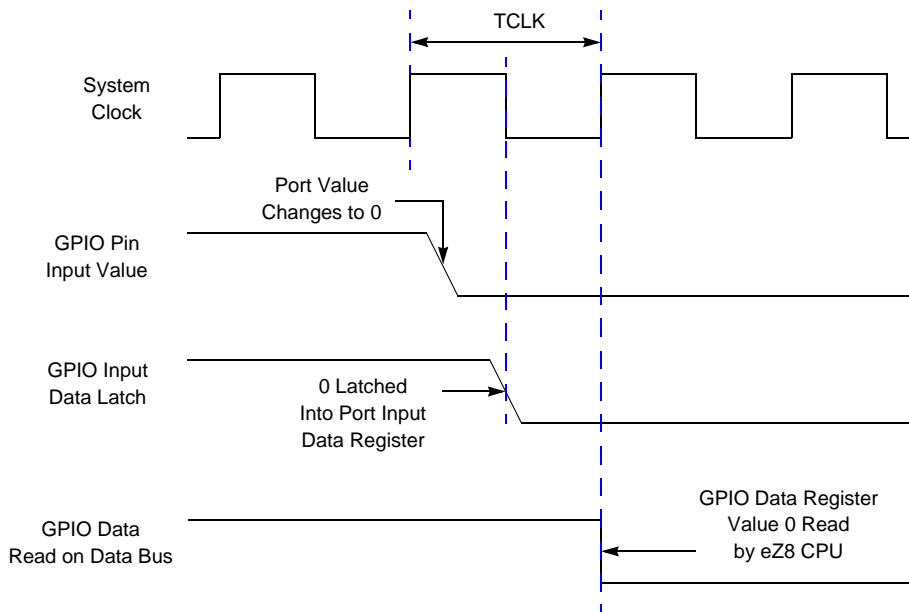 TCLK
System
Clock
Port Value
Changes to 0
GPIO Pin
Input Value
GPIO Input
Data Latch
0 Latched
Into Port Input
Data Register
GPIO Data Register
Value 0 Read
by eZ8 CPU
GPIO Data
Read on Data Bus